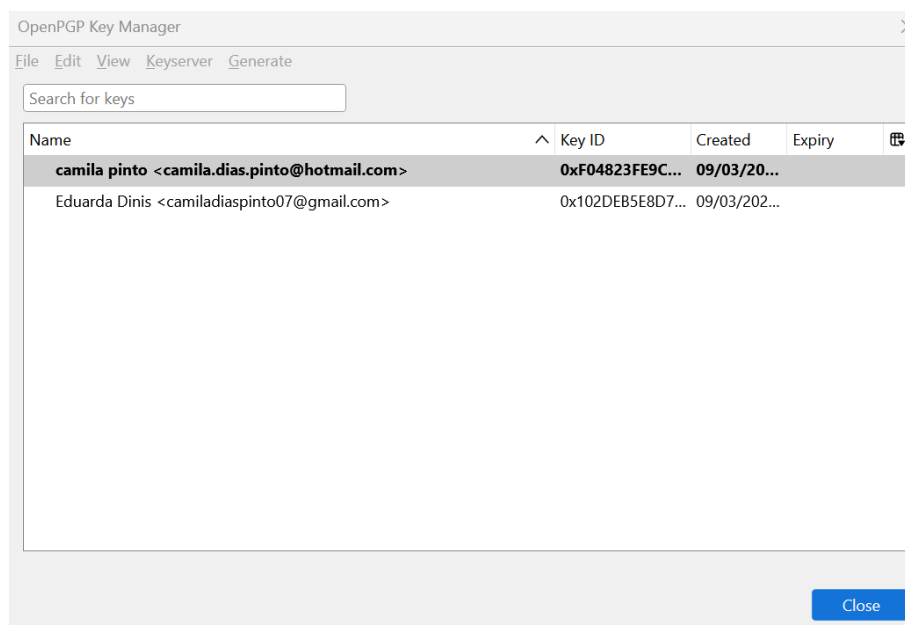 OpenPGP Key Manager
File Edit View Keyserver Generate
Search for keys
Name Key ID Created Expiry
camila pinto <camila.dias.pinto@hotmail.com> 0xF04823FE9C... 09/03/20...
Eduarda Dinis <camiladiaspinto07@gmail.com> 0x102DEB5E8D7... 09/03/202...
Close